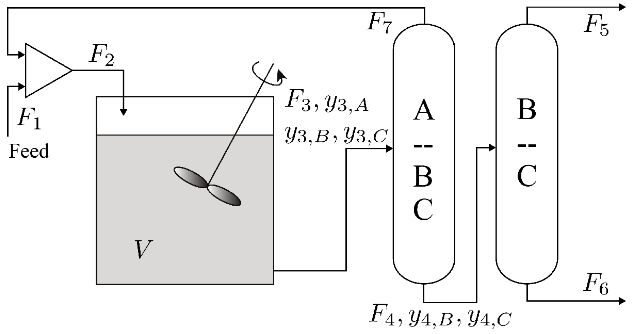 F_7
F_5
F_2
F_1
Feed
F_3, y_{3,A}
y_{3,B}, y_{3,C}
A
--
B
C
B
--
C
V
F_6
F_4, y_{4,B}, y_{4,C}